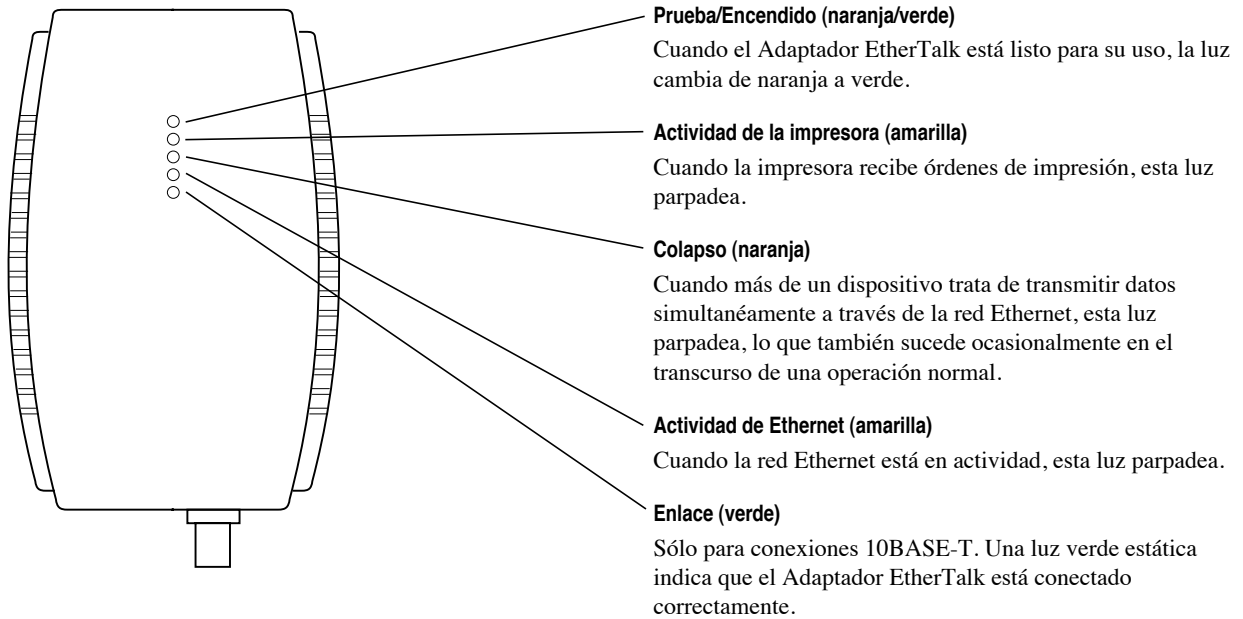 Prueba/Encendido (naranja/verde)
Cuando el Adaptador EtherTalk está listo para su uso, la luz
cambia de naranja a verde.
Actividad de la impresora (amarilla)
Cuando la impresora recibe órdenes de impresión, esta luz
parpadea.
Colapso (naranja)
Cuando más de un dispositivo trata de transmitir datos
simultanéamente a través de la red Ethernet, esta luz
parpadea, lo que también sucede ocasionalmente en el
transcurso de una operación normal.
Actividad de Ethernet (amarilla)
Cuando la red Ethernet está en actividad, esta luz parpadea.
Enlace (verde)
Sólo para conexiones 10BASE-T. Una luz verde estática
indica que el Adaptador EtherTalk está conectado
correctamente.